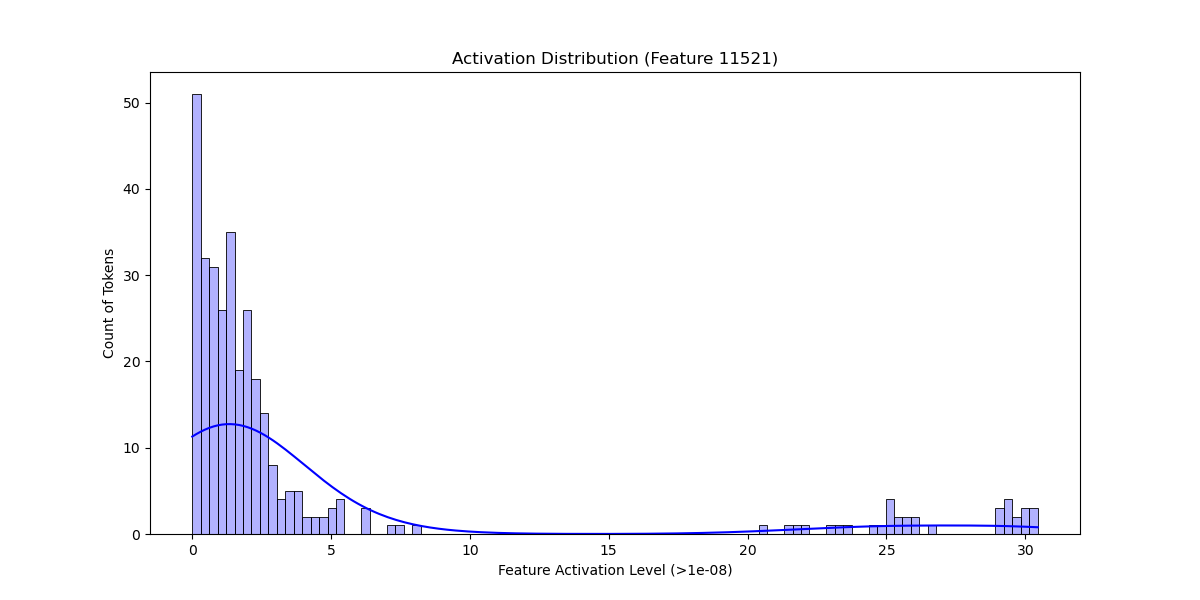 Activation Distribution (Feature 11521)
50
40
30
20
10
0
Count of Tokens
0 5 10 15 20 25 30
Feature Activation Level (>1e-08)